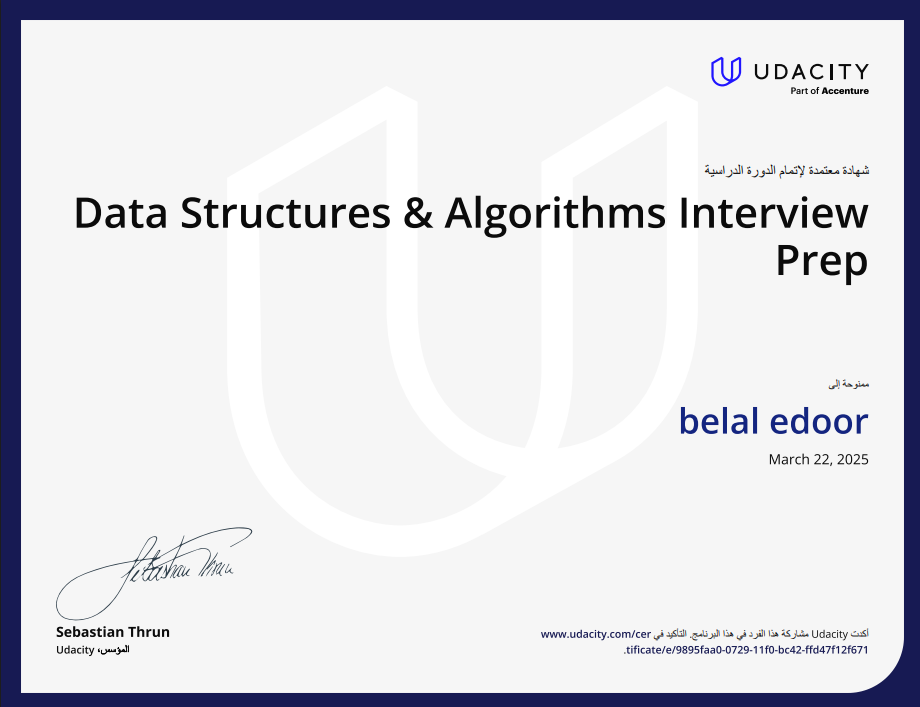 UDACITY
Part of Accenture
شهادة معتمدة لإتمام الدورة الدراسية
Data Structures & Algorithms Interview
Prep
ممنوحة إلى
belal edoor
March 22, 2025
Sebastian Thrun
Sebastian Thrun
المؤسس، Udacity
أكدت Udacity مشاركة هذا الفرد في هذا البرنامج. التأكيد في www.udacity.com/cer
tificate/e/9895faa0-0729-11f0-bc42-ffd47f12f671.